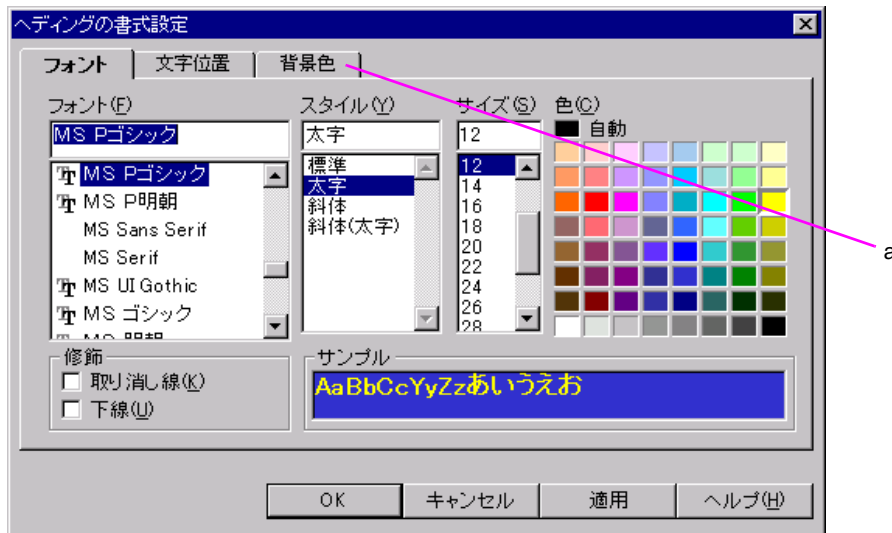 ヘディングの書式設定
フォント 文字位置 背景色
フォント(F) スタイル(Y) サイズ(S) 色(C)
MS Pゴシック 太字 12 自動
MS Pゴシック
MS P明朝
MS Sans Serif
MS Serif
MS UI Gothic
MS ゴシック
MS 明朝
標準
太字
斜体
斜体(太字)
12
14
16
18
20
22
24
26
28
a
修飾
取り消し線(K)
下線(U)
サンプル
AaBbCcYyZzあいうえお
OK キャンセル 適用 ヘルプ(H)